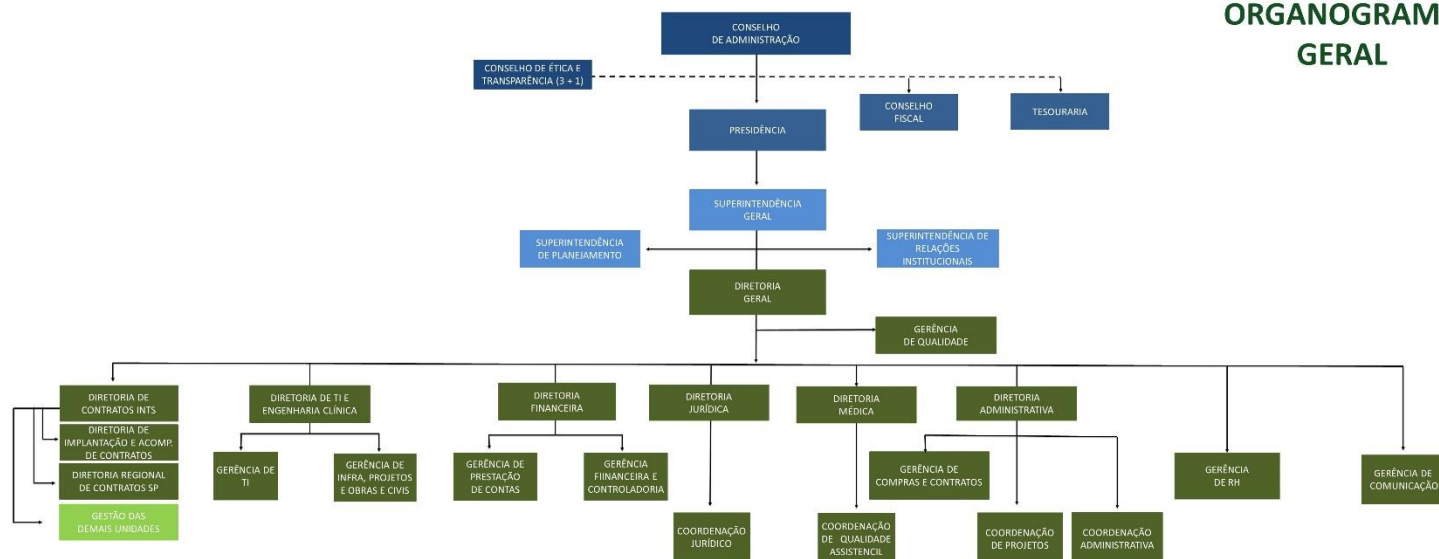 ORGANOGRAM
GERAL
CONSELHO
DE ADMINISTRAÇÃO
CONSELHO DE ÉTICA E
TRANSPARÊNCIA (3 + 1)
CONSELHO
FISCAL
TESOURARIA
PRESIDÊNCIA
SUPERINTENDÊNCIA
GERAL
SUPERINTENDÊNCIA
DE PLANEJAMENTO
SUPERINTENDÊNCIA DE
RELAÇÕES
INSTITUCIONAIS
DIRETORIA
GERAL
GERÊNCIA
DE QUALIDADE
DIRETORIA DE
CONTRATOS INTS
DIRETORIA DE TI E
ENGENHARIA CLÍNICA
DIRETORIA
FINANCEIRA
DIRETORIA
JURÍDICA
DIRETORIA
MÉDICA
DIRETORIA
ADMINISTRATIVA
DIRETORIA DE
IMPLANTAÇÃO E ACOMP.
DE CONTRATOS
DIRETORIA REGIONAL
DE CONTRATOS SP
GESTÃO DAS
DEMAIS UNIDADES
GERÊNCIA DE
TI
GERÊNCIA DE
INFRA, PROJETOS
E OBRAS E CIVIS
GERÊNCIA DE
PRESTAÇÃO
DE CONTAS
GERÊNCIA
FIINANCEIRA E
CONTROLADORIA
GERÊNCIA DE
COMPRAS E CONTRATOS
GERÊNCIA
DE RH
GERÊNCIA DE
COMUNICAÇÃO
COORDENAÇÃO
JURÍDICO
COORDENAÇÃO
DE QUALIDADE
ASSISTENCIL
COORDENAÇÃO
DE PROJETOS
COORDENAÇÃO
ADMINISTRATIVA